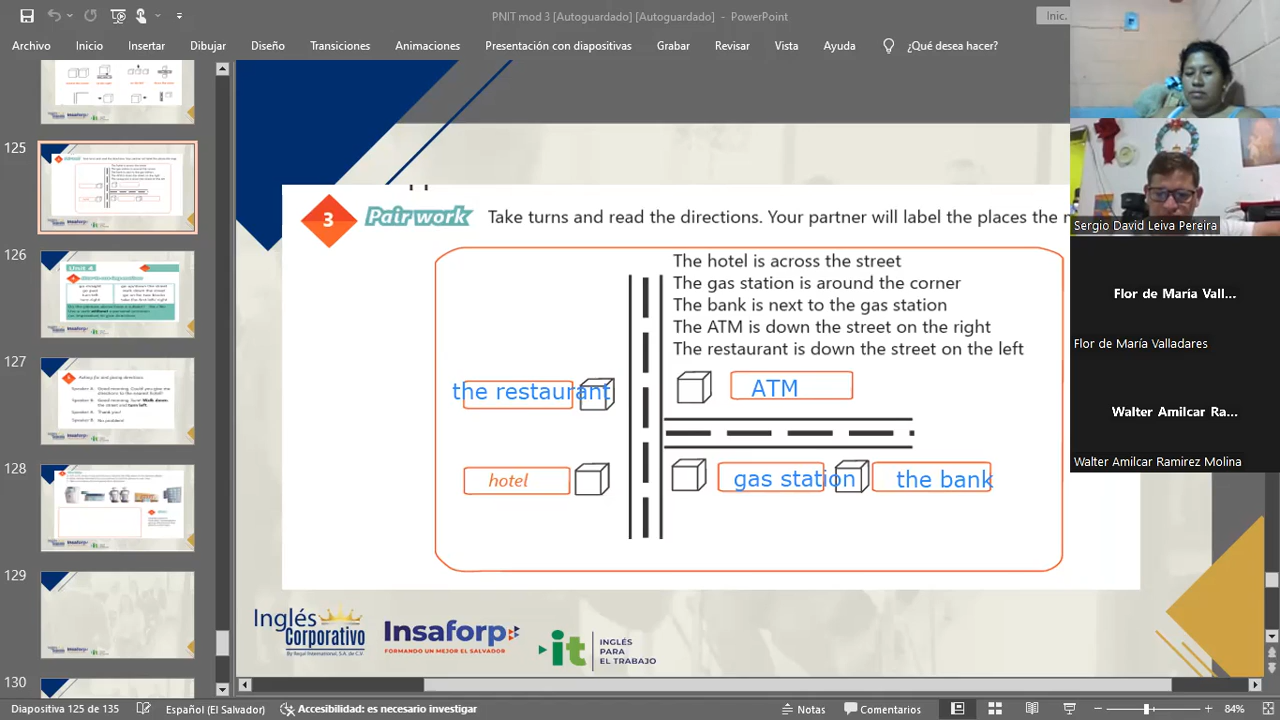 PNIT mod 3 [Autoguardado] [Autoguardado] - PowerPoint
Inic.
Archivo Inicio Insertar Dibujar Diseño Transiciones Animaciones Presentación con diapositivas Grabar Revisar Vista Ayuda ¿Qué desea hacer?
125
126
127
128
129
130
3 Pair work Take turns and read the directions. Your partner will label the places the
The hotel is across the street
The gas station is around the corner
The bank is next to the gas station
The ATM is down the street on the right
The restaurant is down the street on the left
the restaurant
ATM
hotel
gas station
the bank
Inglés
Corporativo
Insaforp
FORMANDO UN MEJOR EL SALVADOR
it
INGLÉS
PARA
EL TRABAJO
Sergio David Leiva Pereira
Flor de María Vall...
Flor de María Valladares
Walter Amilcar Ra...
Walter Amilcar Ramirez Molina
Diapositiva 125 de 135 Español (El Salvador) Accesibilidad: es necesario investigar Notas Comentarios 84%